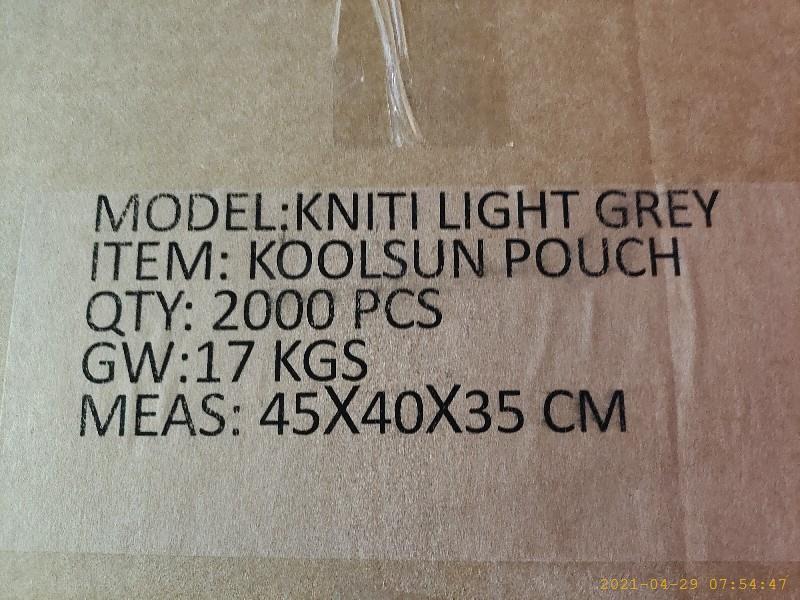 MODEL:KNITI LIGHT GREY
ITEM: KOOLSUN POUCH
QTY: 2000 PCS
GW:17 KGS
MEAS: 45X40X35 CM
2021-04-29 07:54:47